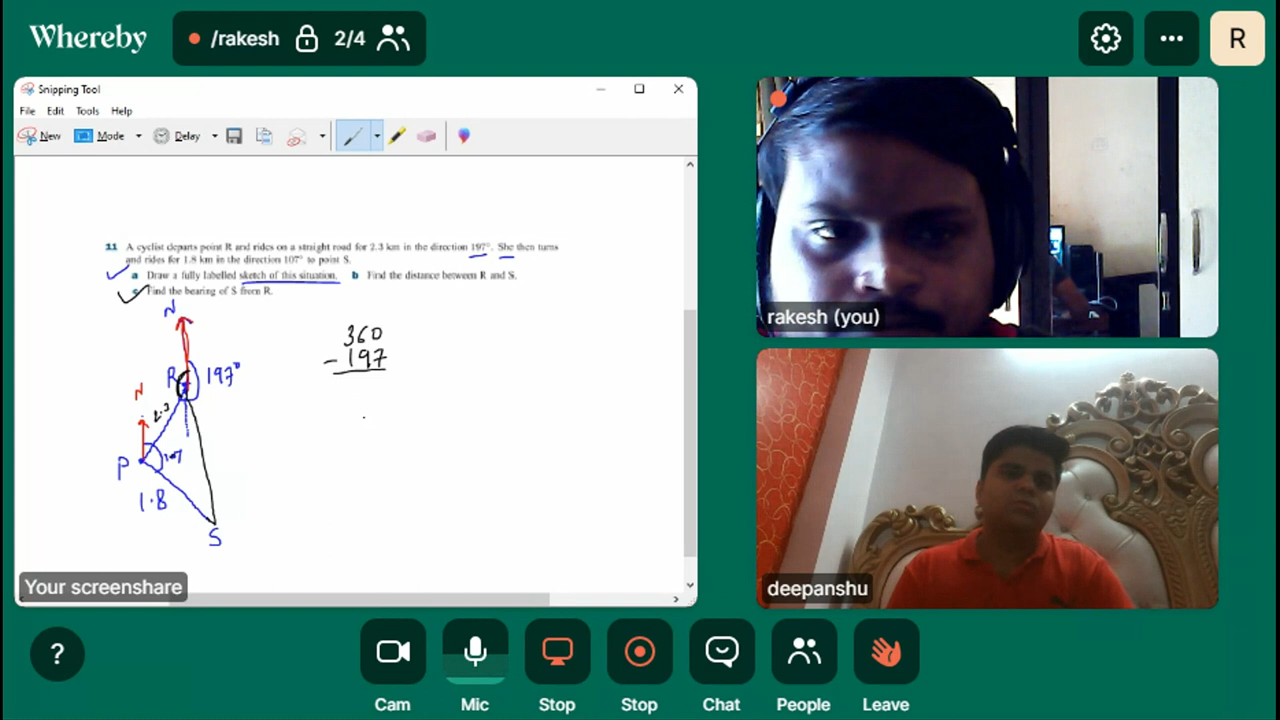 Whereby
/rakesh 2/4
R
Snipping Tool
File Edit Tools Help
New Mode Delay
11 A cyclist departs point R and rides on a straight road for 2.3 km in the direction 197°. She then turns
and rides for 1.8 km in the direction 107° to point S.
a Draw a fully labelled sketch of this situation. b Find the distance between R and S.
c Find the bearing of S from R.
N
360
- 197
R 197°
N
2.3
P 107
1.8
S
Your screenshare
rakesh (you)
deepanshu
?
Cam Mic Stop Stop Chat People Leave